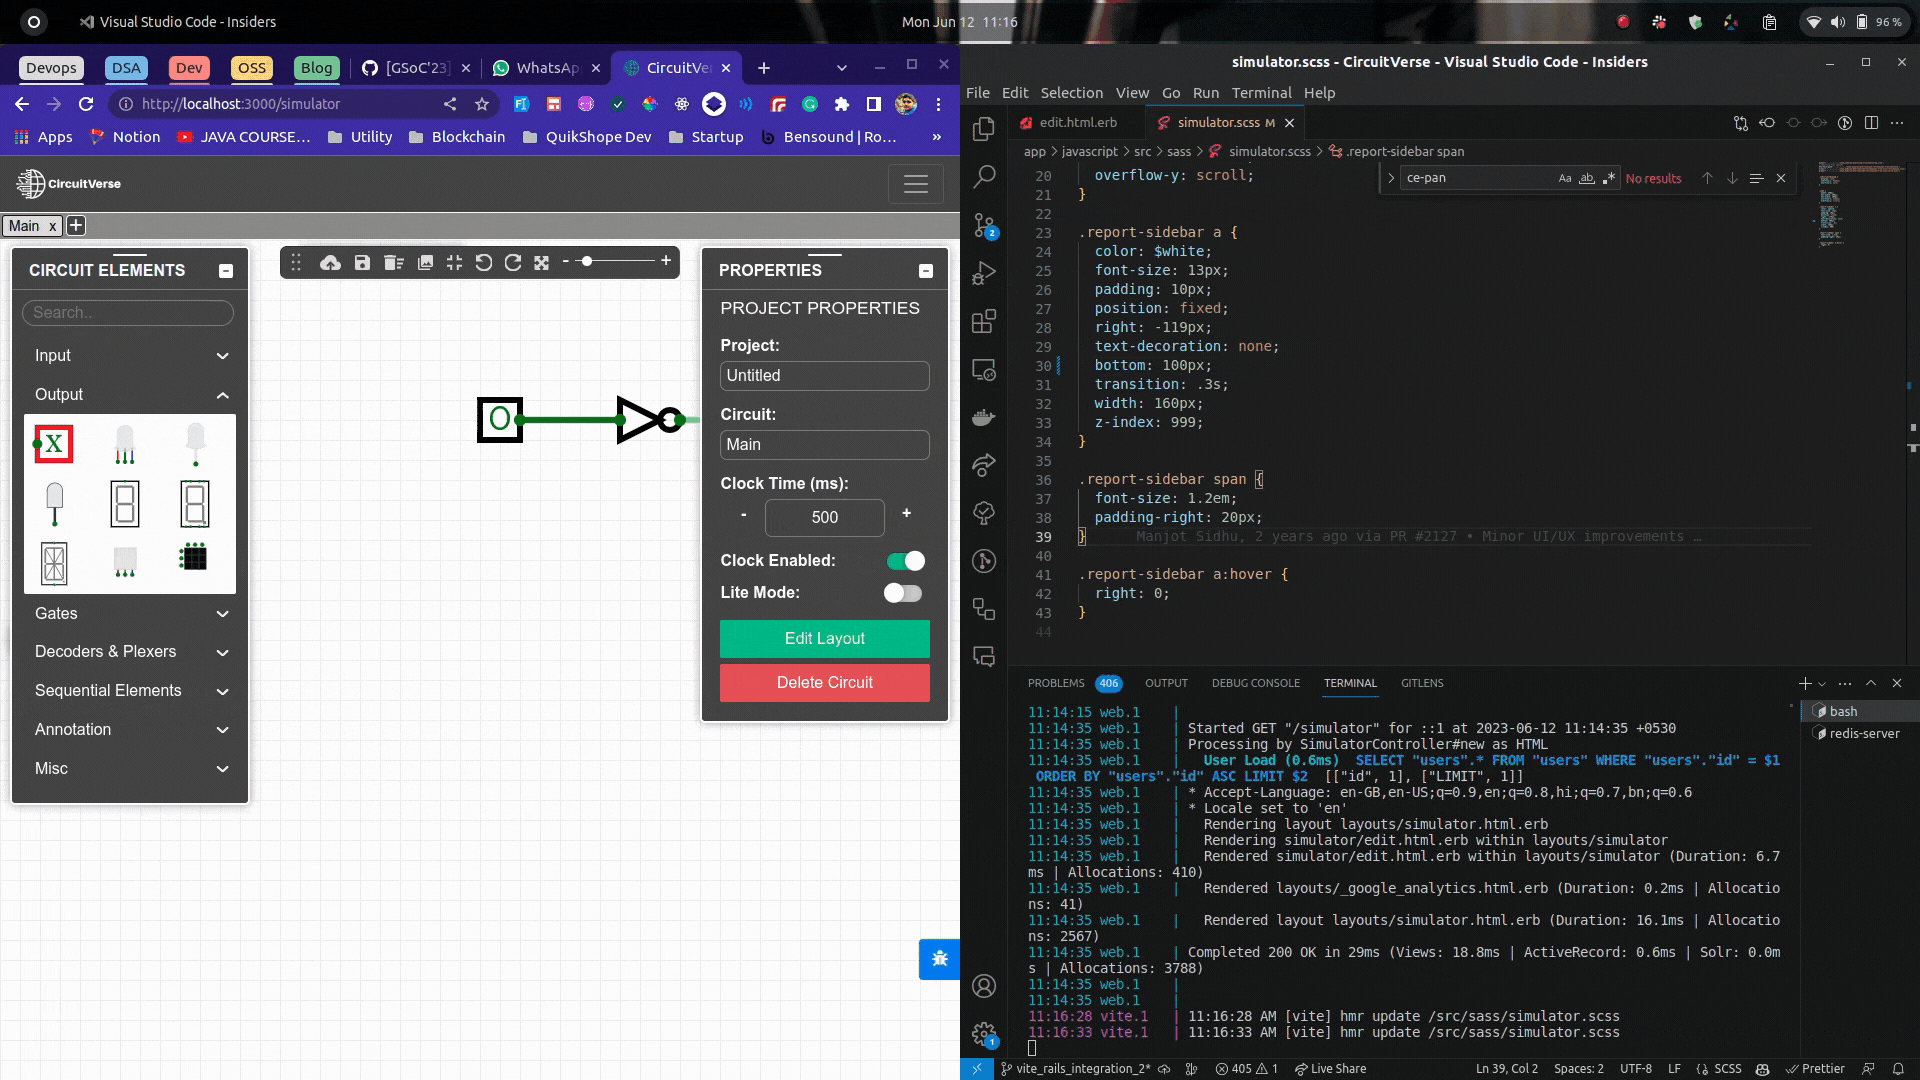 Visual Studio Code - Insiders
Mon Jun 12 11:16
96 %
Devops
DSA
Dev
OSS
Blog
[GSoC'23]
WhatsAp
CircuitVe
http://localhost:3000/simulator
Apps
Notion
JAVA COURSE...
Utility
Blockchain
QuikShope Dev
Startup
Bensound | Ro...
»
CircuitVerse
Main x
CIRCUIT ELEMENTS
Search..
Input
Output
X
Gates
Decoders & Plexers
Sequential Elements
Annotation
Misc
0
PROPERTIES
PROJECT PROPERTIES
Project:
Untitled
Circuit:
Main
Clock Time (ms):
- 500 +
Clock Enabled:
Lite Mode:
Edit Layout
Delete Circuit
simulator.scss - CircuitVerse - Visual Studio Code - Insiders
File Edit Selection View Go Run Terminal Help
edit.html.erb
simulator.scss M
app > javascript > src > sass > simulator.scss > .report-sidebar span
ce-pan
Aa ab .*
No results
20 overflow-y: scroll;
21 }
22
23 .report-sidebar a {
24 color: $white;
25 font-size: 13px;
26 padding: 10px;
27 position: fixed;
28 right: -119px;
29 text-decoration: none;
30 bottom: 100px;
31 transition: .3s;
32 width: 160px;
33 z-index: 999;
34 }
35
36 .report-sidebar span {
37 font-size: 1.2em;
38 padding-right: 20px;
39 } Manjot Sidhu, 2 years ago via PR #2127 • Minor UI/UX improvements …
40
41 .report-sidebar a:hover {
42 right: 0;
43 }
44
2
1
PROBLEMS 406 OUTPUT DEBUG CONSOLE TERMINAL GITLENS
bash
redis-server
11:14:15 web.1 |
11:14:35 web.1 | Started GET "/simulator" for ::1 at 2023-06-12 11:14:35 +0530
11:14:35 web.1 | Processing by SimulatorController#new as HTML
11:14:35 web.1 | User Load (0.6ms) SELECT "users".* FROM "users" WHERE "users"."id" = $1
ORDER BY "users"."id" ASC LIMIT $2 [["id", 1], ["LIMIT", 1]]
11:14:35 web.1 | * Accept-Language: en-GB,en-US;q=0.9,en;q=0.8,hi;q=0.7,bn;q=0.6
11:14:35 web.1 | * Locale set to 'en'
11:14:35 web.1 | Rendering layout layouts/simulator.html.erb
11:14:35 web.1 | Rendering simulator/edit.html.erb within layouts/simulator
11:14:35 web.1 | Rendered simulator/edit.html.erb within layouts/simulator (Duration: 6.7
ms | Allocations: 410)
11:14:35 web.1 | Rendered layouts/_google_analytics.html.erb (Duration: 0.2ms | Allocatio
ns: 41)
11:14:35 web.1 | Rendered layout layouts/simulator.html.erb (Duration: 16.1ms | Allocatio
ns: 2567)
11:14:35 web.1 | Completed 200 OK in 29ms (Views: 18.8ms | ActiveRecord: 0.6ms | Solr: 0.0m
s | Allocations: 3788)
11:14:35 web.1 |
11:14:35 web.1 |
11:16:28 vite.1 | 11:16:28 AM [vite] hmr update /src/sass/simulator.scss
11:16:33 vite.1 | 11:16:33 AM [vite] hmr update /src/sass/simulator.scss
vite_rails_integration_2* 405 1 Live Share Ln 39, Col 2 Spaces: 2 UTF-8 LF SCSS Prettier